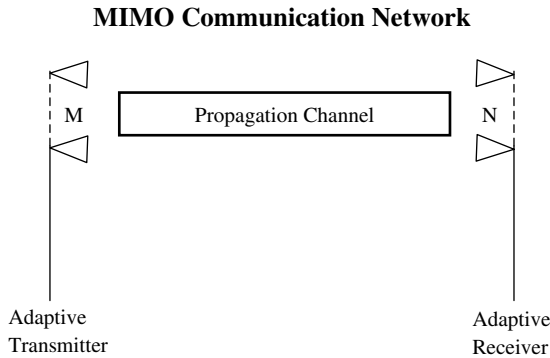 MIMO Communication Network
M
Propagation Channel
N
Adaptive
Transmitter
Adaptive
Receiver